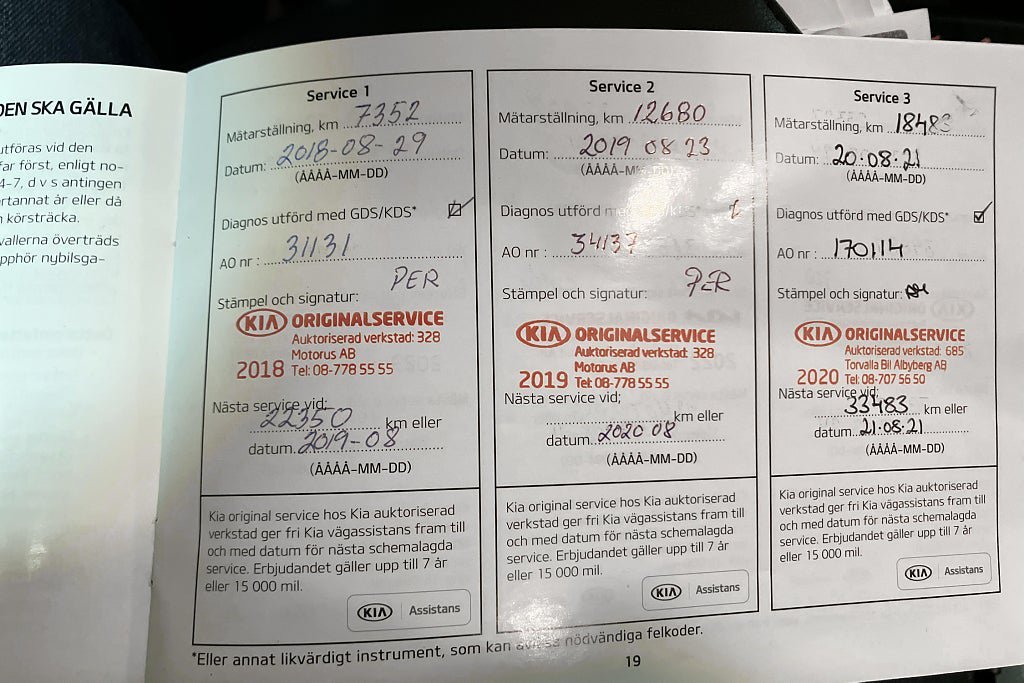 DEN SKA GÄLLA
utföras vid den
far först, enligt no-
4-7, d v s antingen
ertannat år eller då
n körsträcka.
vallerna överträds
pphör nybilsga-
Service 1
Mätarställning, km 7352
Datum: 2018-08-29
(ÅÅÅÅ-MM-DD)
Diagnos utförd med GDS/KDS*
AO nr : 31131
PER
Stämpel och signatur:
KIA ORIGINALSERVICE
Auktoriserad verkstad: 328
Motorus AB
2018 Tel: 08-778 55 55
Nästa service vid:
22350 km eller
datum. 2019-08
(ÅÅÅÅ-MM-DD)
Kia original service hos Kia auktoriserad
verkstad ger fri Kia vägassistans fram till
och med datum för nästa schemalagda
service. Erbjudandet gäller upp till 7 år
eller 15 000 mil.
KIA Assistans
Service 2
Mätarställning, km 12680
Datum: 2019 08 23
(ÅÅÅÅ-MM-DD)
Diagnos utförd med GDS/KDS*
AO nr : 34137
PER
Stämpel och signatur:
KIA ORIGINALSERVICE
Auktoriserad verkstad: 328
Motorus AB
2019 Tel: 08-778 55 55
Nästa service vid;
km eller
datum. 2020 08
(ÅÅÅÅ-MM-DD)
Kia original service hos Kia auktoriserad
verkstad ger fri Kia vägassistans fram till
och med datum för nästa schemalagda
service. Erbjudandet gäller upp till 7 år
eller 15 000 mil.
KIA Assistans
Service 3
Mätarställning, km 18483
Datum: 20.08.21
(ÅÅÅÅ-MM-DD)
Diagnos utförd med GDS/KDS*
AO nr : 170114
Stämpel och signatur:
KIA ORIGINALSERVICE
Auktoriserad verkstad: 685
Torvalla Bil Albyberg AB
2020 Tel: 08-707 56 50
Nästa service vid:
33483 km eller
datum. 21.08.21
(ÅÅÅÅ-MM-DD)
Kia original service hos Kia auktoriserad
verkstad ger fri Kia vägassistans fram till
och med datum för nästa schemalagda
service. Erbjudandet gäller upp till 7 år
eller 15 000 mil.
KIA Assistans
*Eller annat likvärdigt instrument, som kan avläsa nödvändiga felkoder.
19